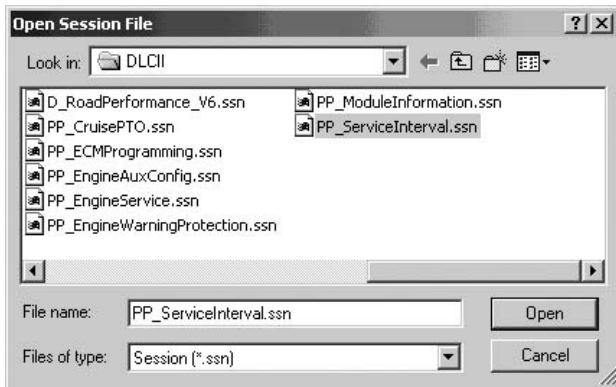 Open Session File
Look in: DLCII
D_RoadPerformance_V6.ssn
PP_CruisePTO.ssn
PP_ECMProgramming.ssn
PP_EngineAuxConfig.ssn
PP_EngineService.ssn
PP_EngineWarningProtection.ssn
PP_ModuleInformation.ssn
PP_ServiceInterval.ssn
File name: PP_ServiceInterval.ssn Open
Files of type: Session (*.ssn) Cancel